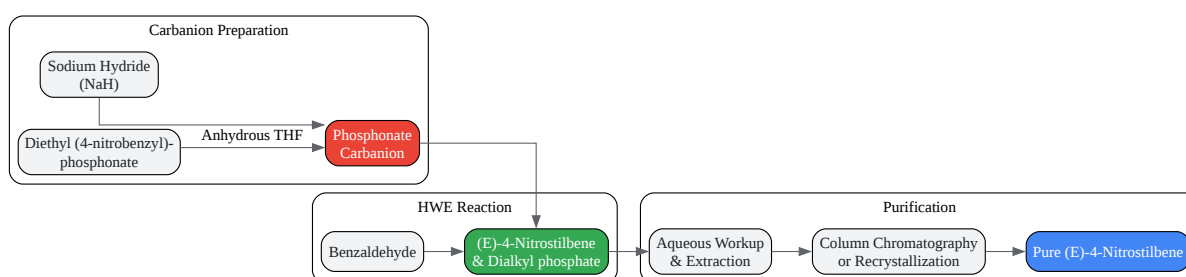 Carbanion Preparation
Sodium Hydride
(NaH)
Diethyl (4-nitrobenzyl)-
phosphonate
Anhydrous THF
Phosphonate
Carbanion
HWE Reaction
Benzaldehyde
(E)-4-Nitrostilbene
& Dialkyl phosphate
Purification
Aqueous Workup
& Extraction
Column Chromatography
or Recrystallization
Pure (E)-4-Nitrostilbene